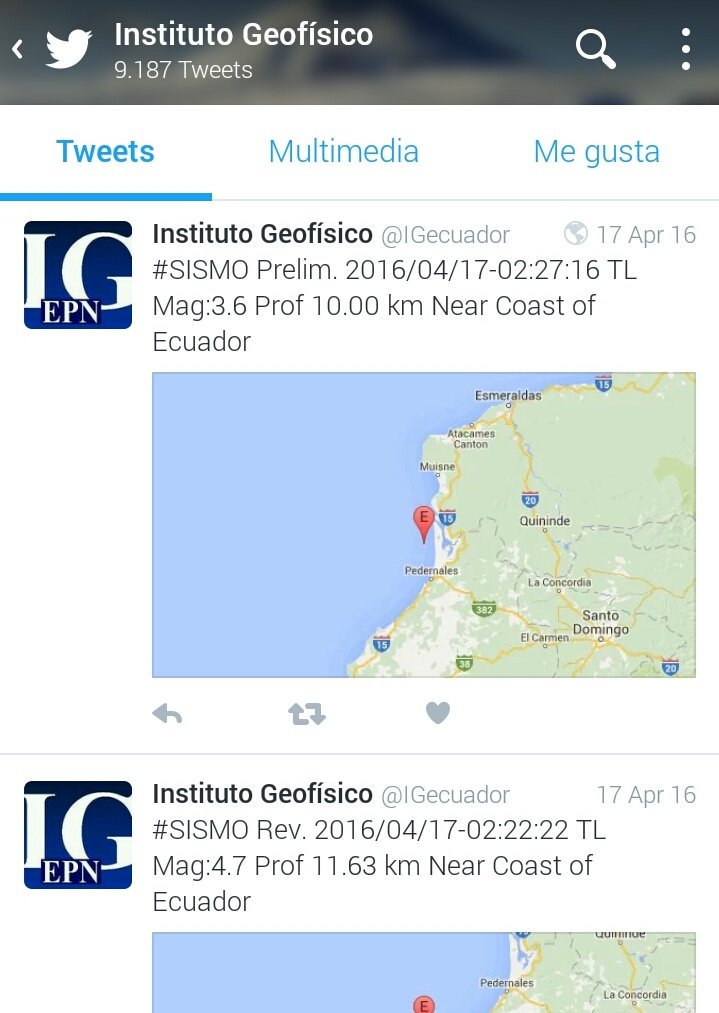 Instituto Geofísico
9.187 Tweets
Tweets Multimedia Me gusta
IG
EPN
Instituto Geofísico @IGecuador 17 Apr 16
#SISMO Prelim. 2016/04/17-02:27:16 TL
Mag:3.6 Prof 10.00 km Near Coast of
Ecuador
15
Esmeraldas
Atacames
Canton
Muisne
20
E
15
Quininde
Pedernales
La Concordia
382
Santo
Domingo
El Carmen
15
38
20
IG
EPN
Instituto Geofísico @IGecuador 17 Apr 16
#SISMO Rev. 2016/04/17-02:22:22 TL
Mag:4.7 Prof 11.63 km Near Coast of
Ecuador
Quininde
Pedernales
La Concordia
E